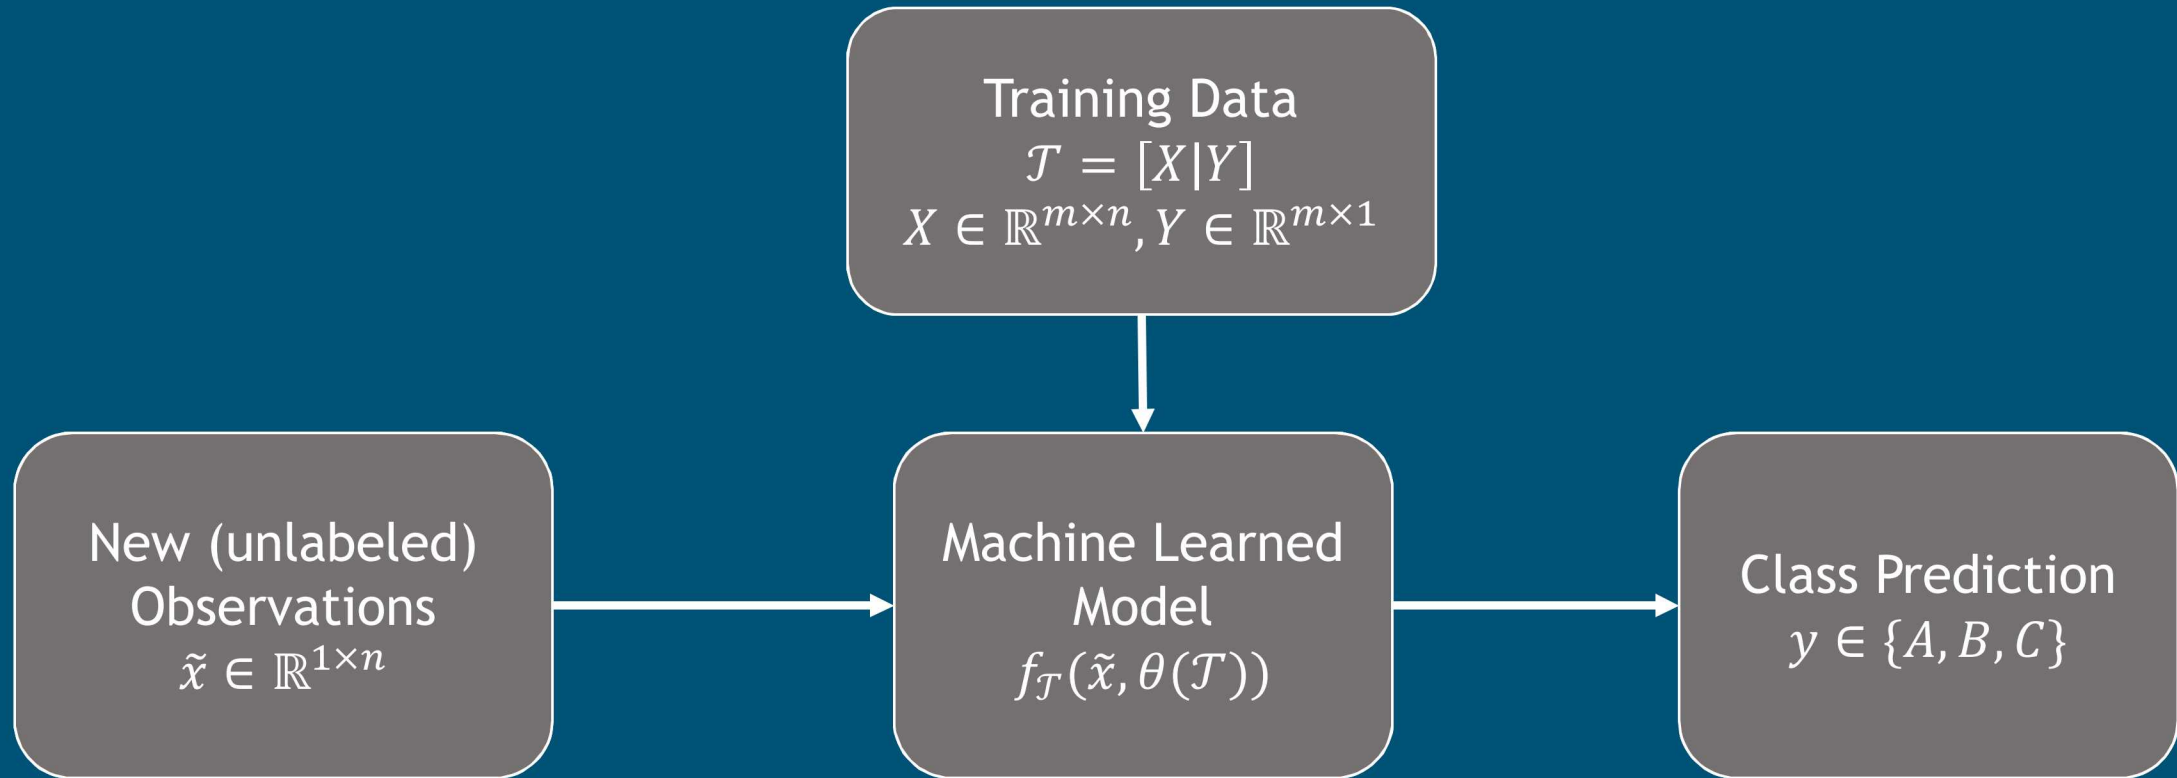 Training Data
𝒯 = [X|Y]
X ∈ ℝ^{m×n}, Y ∈ ℝ^{m×1}
New (unlabeled)
Observations
x̃ ∈ ℝ^{1×n}
Machine Learned
Model
f_𝒯(x̃, θ(𝒯))
Class Prediction
y ∈ {A, B, C}